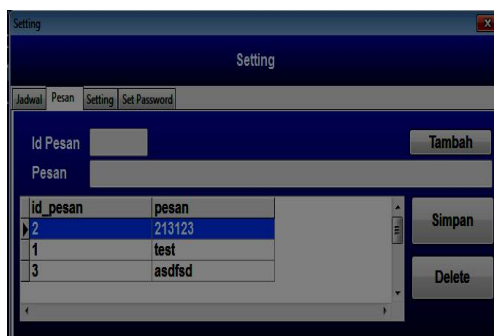 Setting
Setting
Jadwal Pesan Setting Set Password
Id Pesan Tambah
Pesan
id_pesan pesan
2 213123
1 test
3 asdfsd
Simpan
Delete